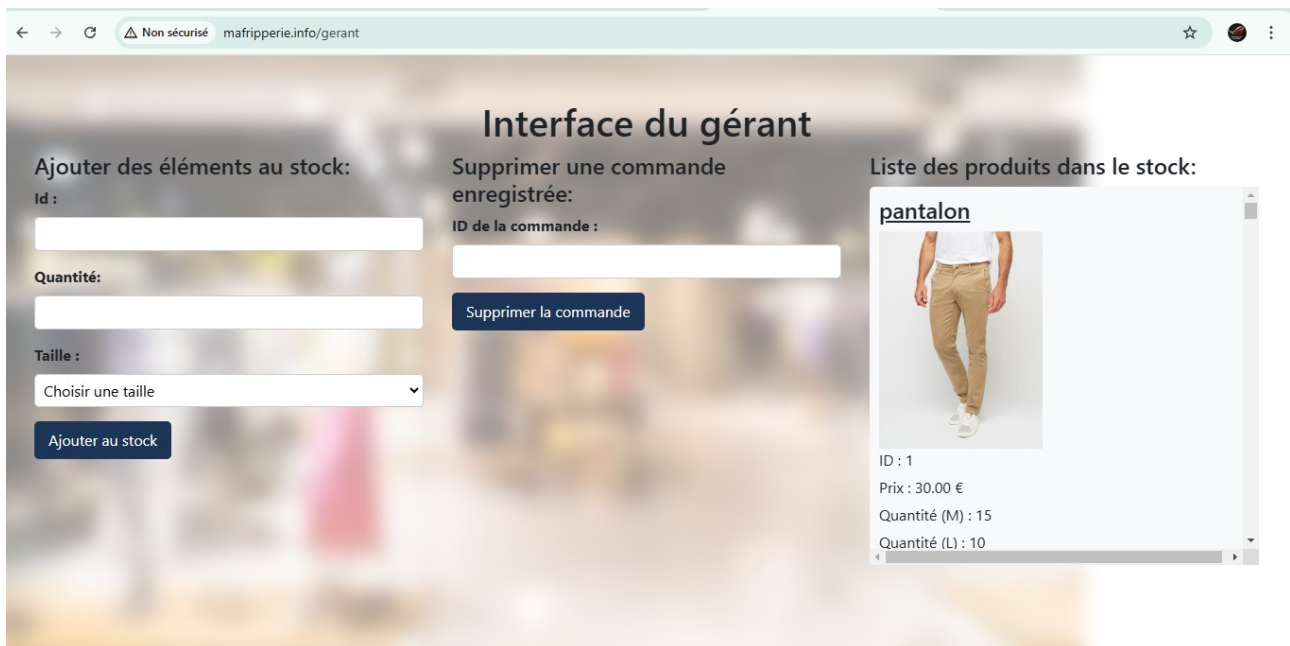 Non sécurisé mafripperie.info/gerant
Interface du gérant
Ajouter des éléments au stock:
Id :
Quantité:
Taille :
Choisir une taille
Ajouter au stock
Supprimer une commande
enregistrée:
ID de la commande :
Supprimer la commande
Liste des produits dans le stock:
pantalon
ID : 1
Prix : 30.00 €
Quantité (M) : 15
Quantité (L) : 10